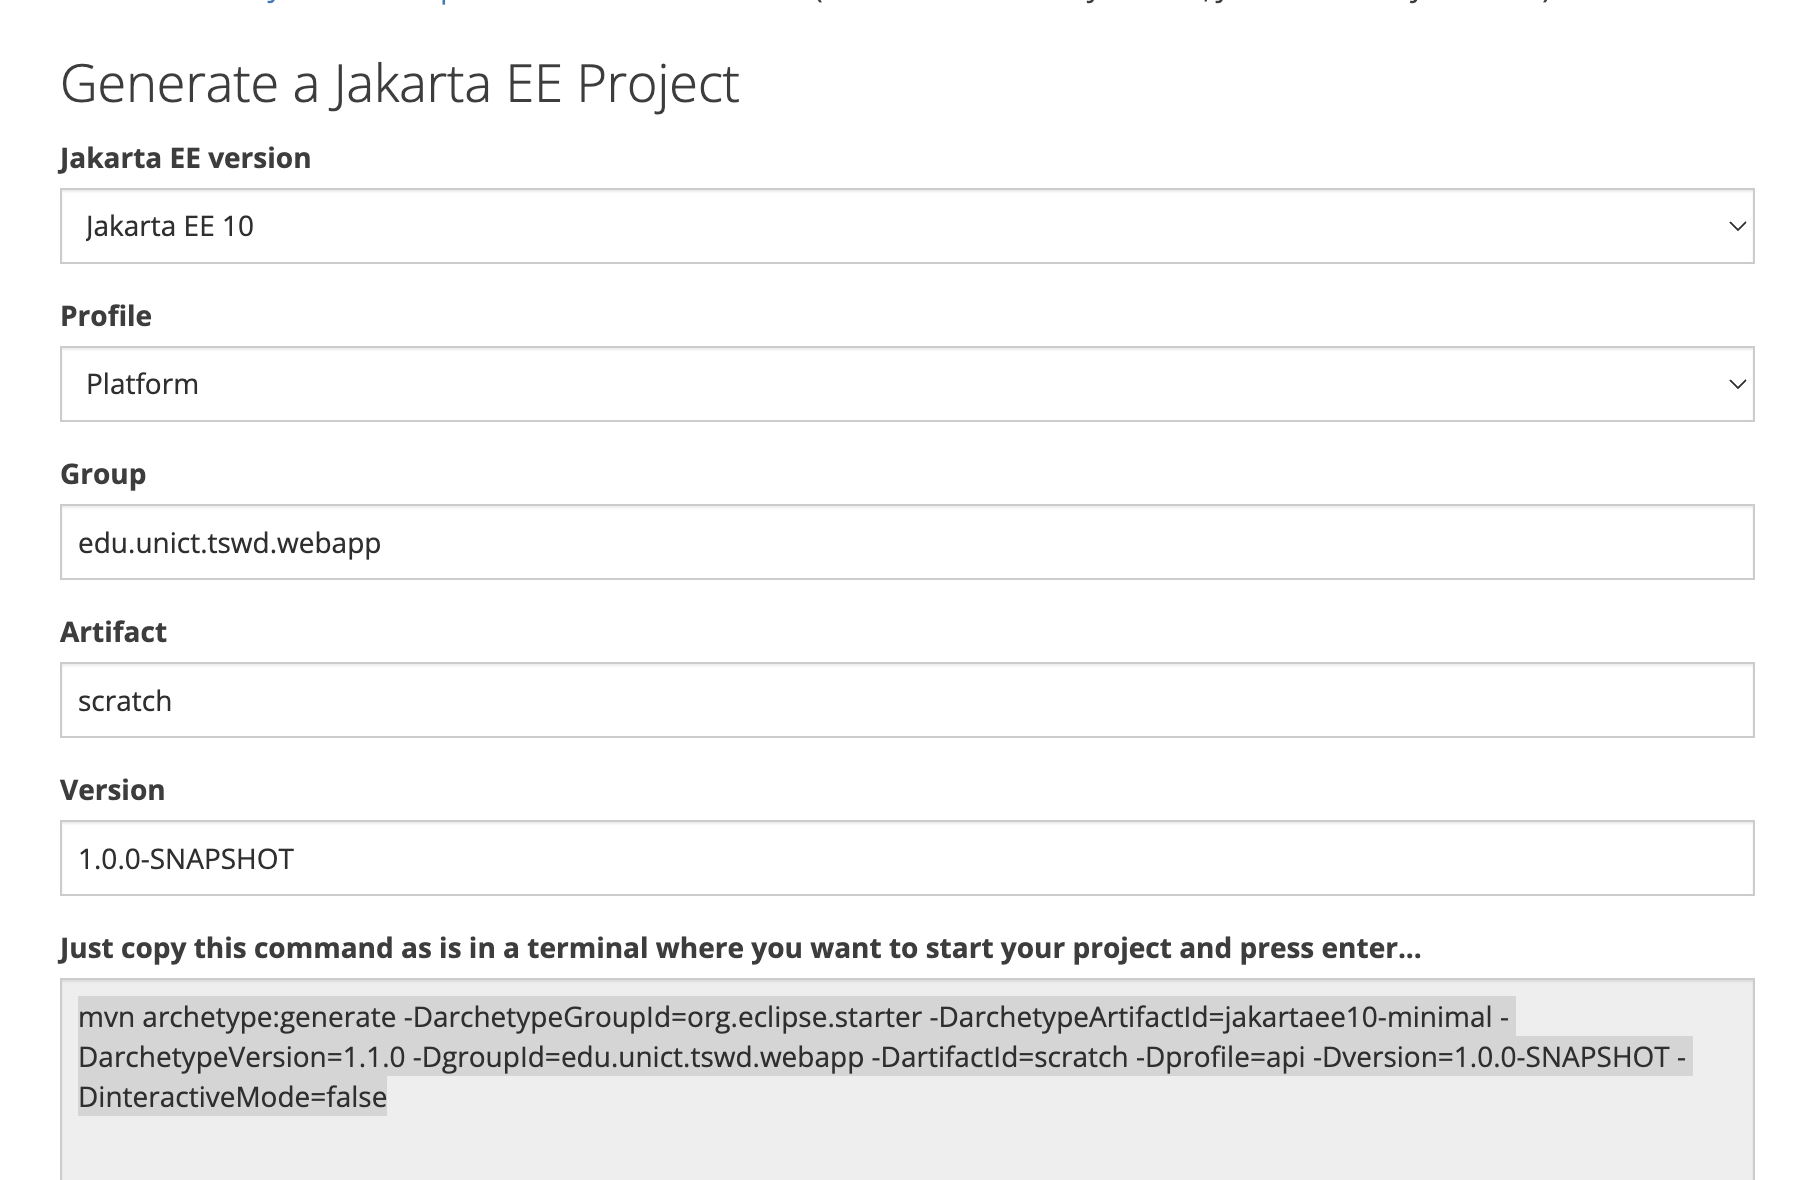 Generate a Jakarta EE Project
Jakarta EE version
Jakarta EE 10
Profile
Platform
Group
edu.unict.tswd.webapp
Artifact
scratch
Version
1.0.0-SNAPSHOT
Just copy this command as is in a terminal where you want to start your project and press enter...
mvn archetype:generate -DarchetypeGroupId=org.eclipse.starter -DarchetypeArtifactId=jakartaee10-minimal -
DarchetypeVersion=1.1.0 -DgroupId=edu.unict.tswd.webapp -DartifactId=scratch -Dprofile=api -Dversion=1.0.0-SNAPSHOT -
DinteractiveMode=false